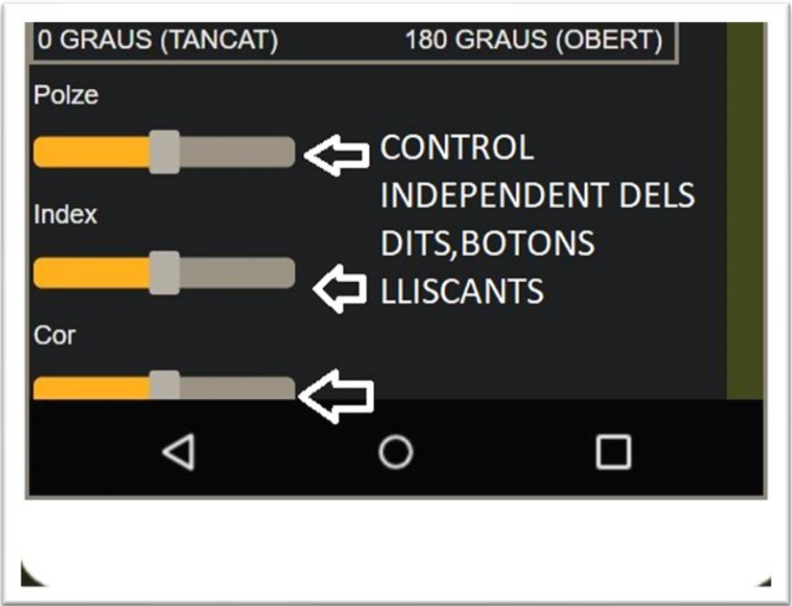 0 GRAUS (TANCAT) 180 GRAUS (OBERT)
Polze
CONTROL
INDEPENDENT DELS
Index
DITS,BOTONS
LLISCANTS
Cor